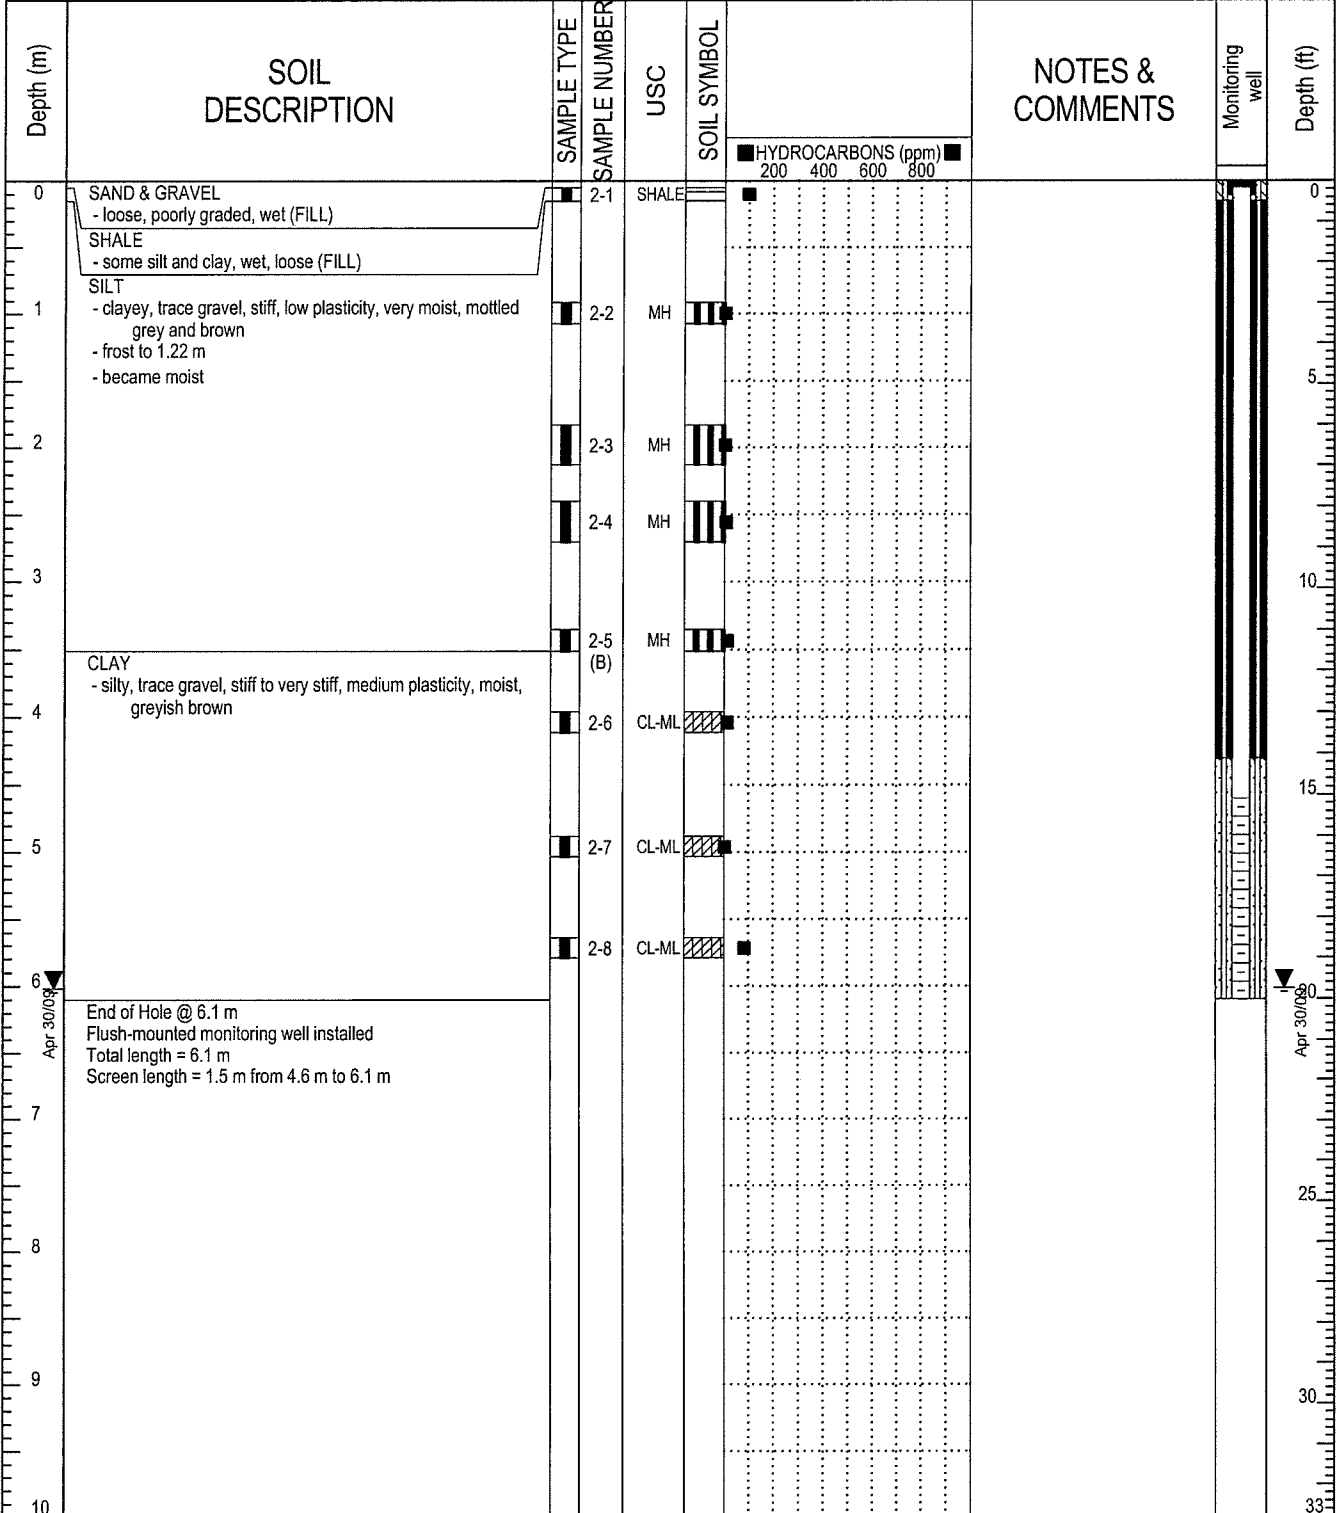 Depth (m)
SOIL
DESCRIPTION
SAMPLE TYPE
SAMPLE NUMBER
USC
SOIL SYMBOL
HYDROCARBONS (ppm)
200 400 600 800
NOTES &
COMMENTS
Monitoring
well
Depth (ft)
0 SAND & GRAVEL 2-1 SHALE 0
- loose, poorly graded, wet (FILL)
SHALE
- some silt and clay, wet, loose (FILL)
SILT
1 - clayey, trace gravel, stiff, low plasticity, very moist, mottled 2-2 MH
grey and brown
- frost to 1.22 m
- became moist 5
2 2-3 MH
2-4 MH
3 10
2-5 MH
CLAY (B)
- silty, trace gravel, stiff to very stiff, medium plasticity, moist,
4 greyish brown
2-6 CL-ML
15
5 2-7 CL-ML
2-8 CL-ML
6
20
Apr 30/09
Apr 30/09
End of Hole @ 6.1 m
Flush-mounted monitoring well installed
Total length = 6.1 m
Screen length = 1.5 m from 4.6 m to 6.1 m
7
25
8
9
30
10 33